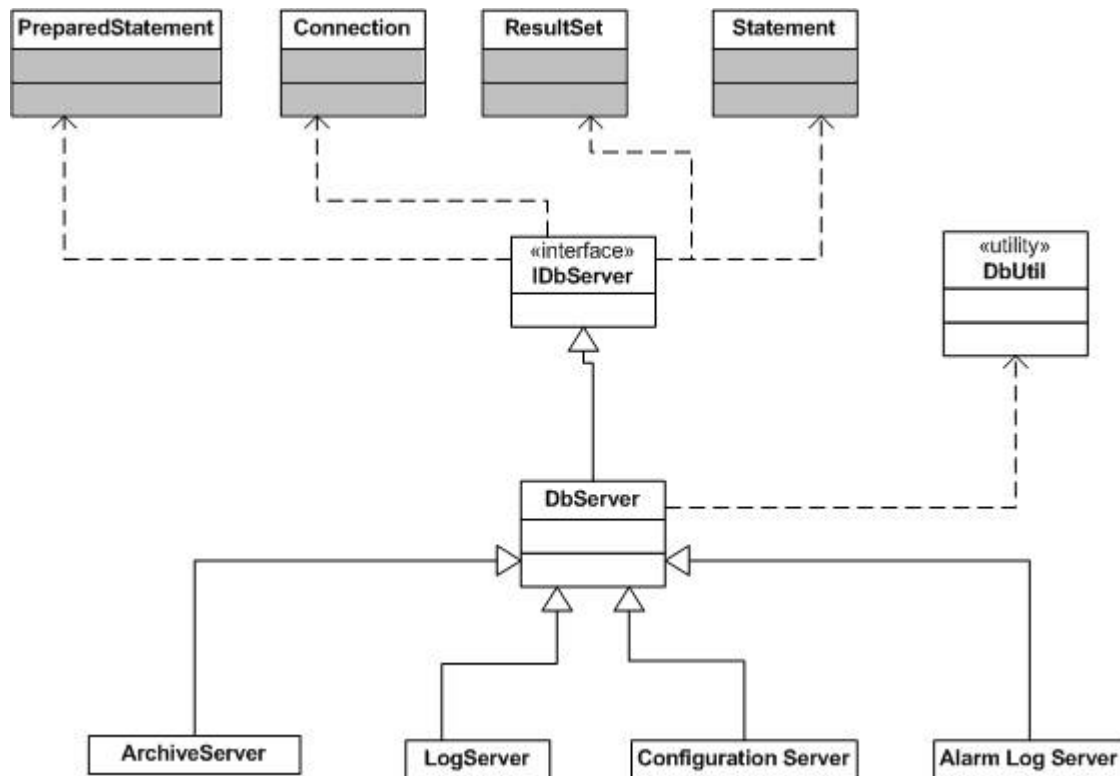 PreparedStatement
Connection
ResultSet
Statement
«interface»
IDbServer
«utility»
DbUtil
DbServer
ArchiveServer
LogServer
Configuration Server
Alarm Log Server